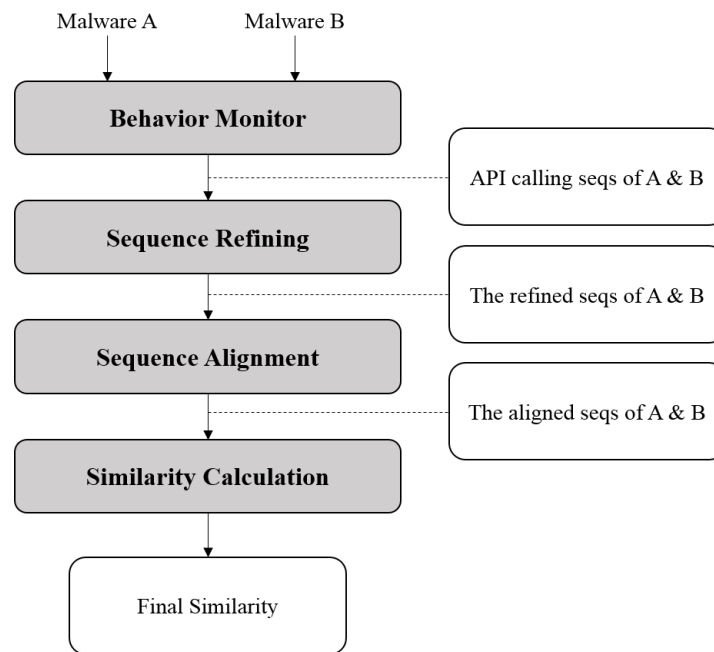 Malware A
Malware B
Behavior Monitor
API calling seqs of A & B
Sequence Refining
The refined seqs of A & B
Sequence Alignment
The aligned seqs of A & B
Similarity Calculation
Final Similarity